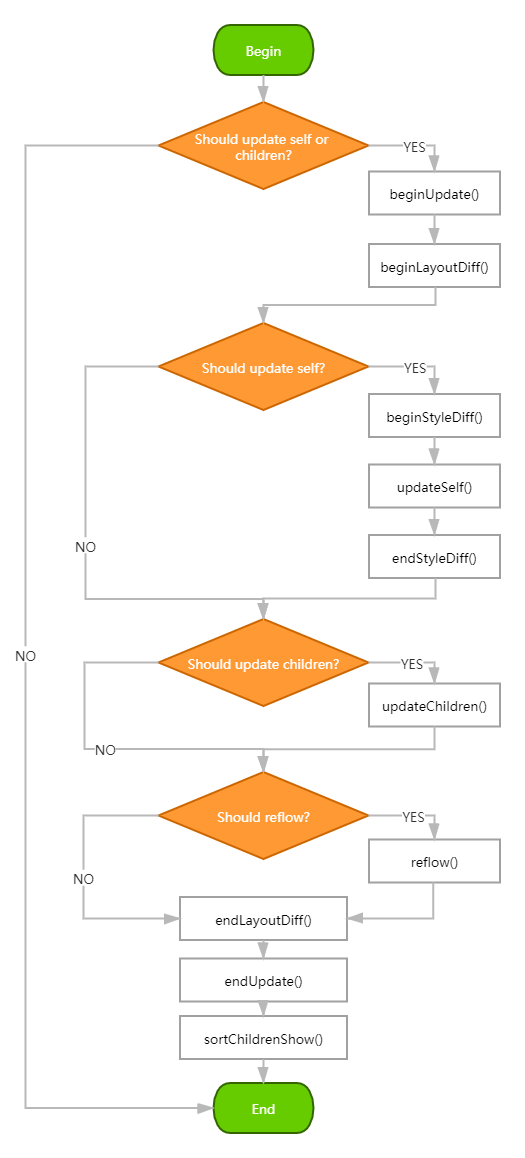 Begin
Should update self or
children?
YES
beginUpdate()
beginLayoutDiff()
Should update self?
YES
beginStyleDiff()
updateSelf()
NO
endStyleDiff()
NO
Should update children?
YES
updateChildren()
NO
Should reflow?
YES
reflow()
NO
endLayoutDiff()
endUpdate()
sortChildrenShow()
End